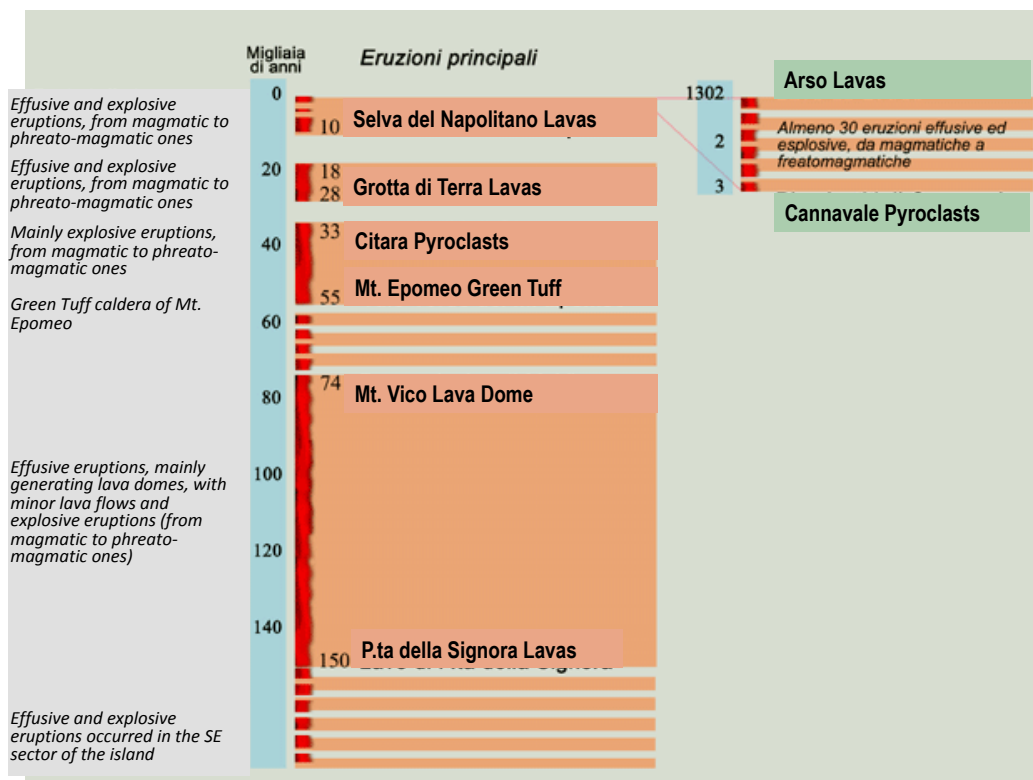 Migliaia
di anni
Eruzioni principali
0
10
20
18
28
33
40
55
60
74
80
100
120
140
150
Effusive and explosive
eruptions, from magmatic to
phreato-magmatic ones
Effusive and explosive
eruptions, from magmatic to
phreato-magmatic ones
Mainly explosive eruptions,
from magmatic to phreato-
magmatic ones
Green Tuff caldera of Mt.
Epomeo
Effusive eruptions, mainly
generating lava domes, with
minor lava flows and
explosive eruptions (from
magmatic to phreato-
magmatic ones)
Effusive and explosive
eruptions occurred in the SE
sector of the island
Selva del Napolitano Lavas
Grotta di Terra Lavas
Citara Pyroclasts
Mt. Epomeo Green Tuff
Mt. Vico Lava Dome
P.ta della Signora Lavas
Arso Lavas
1302
2
3
Almeno 30 eruzioni effusive ed
esplosive, da magmatiche a
freatomagmatiche
Cannavale Pyroclasts